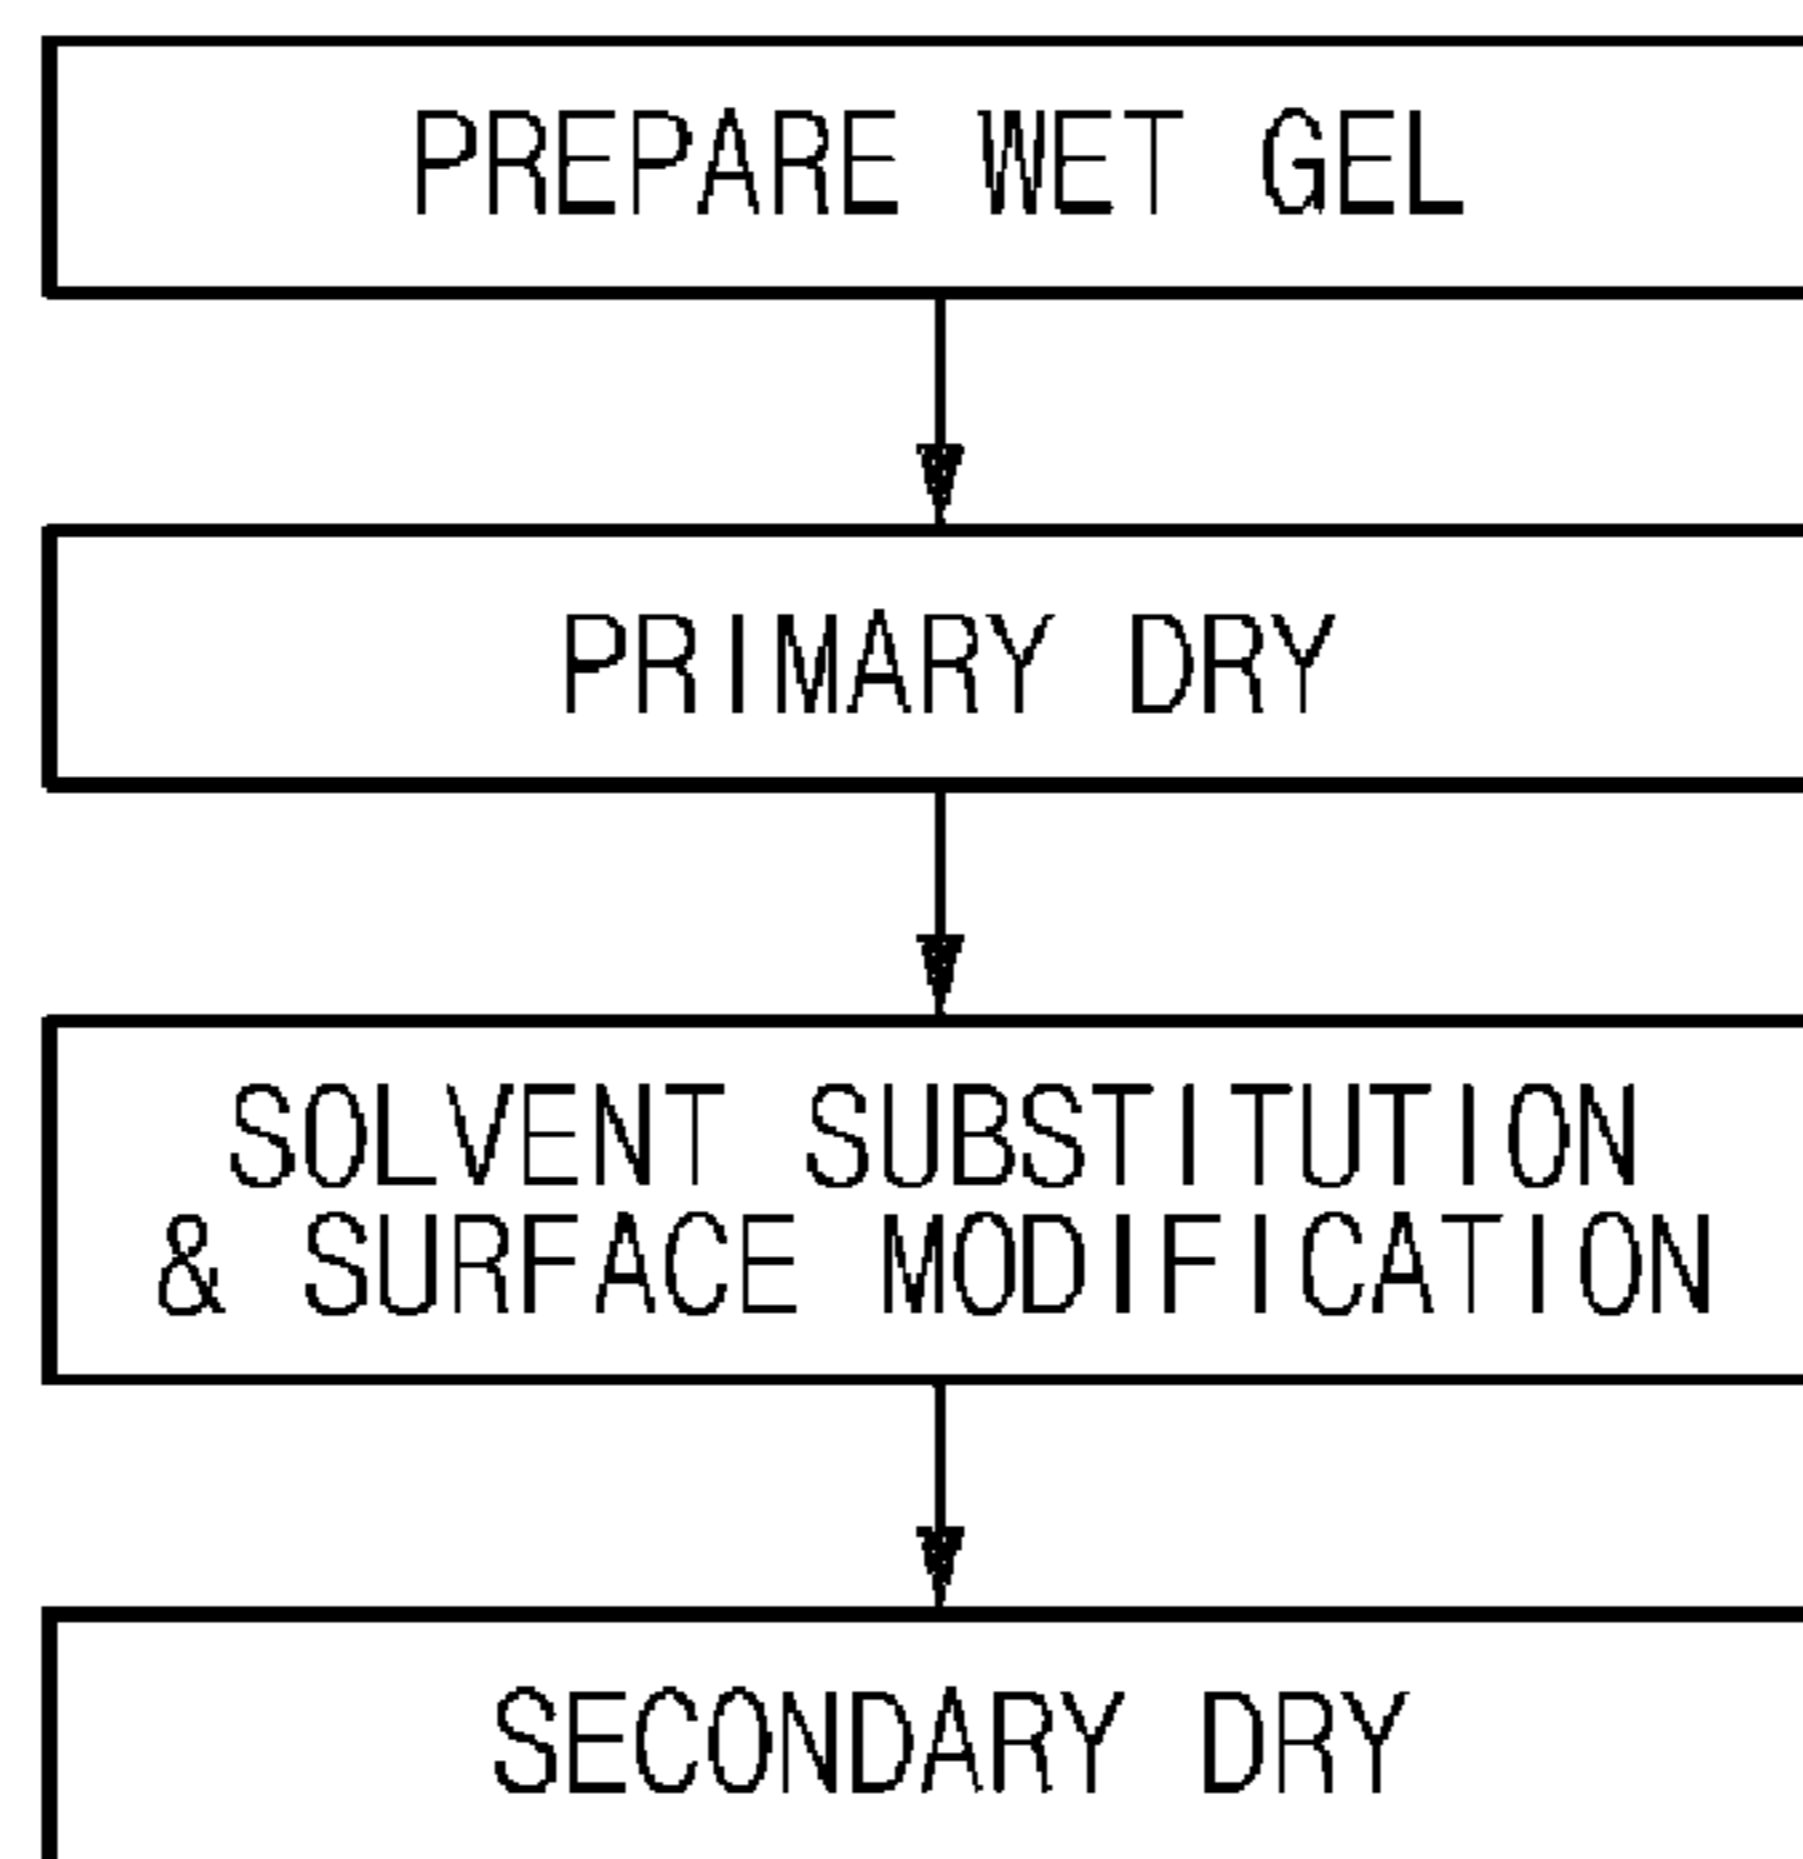 PREPARE WET GEL
PRIMARY DRY
SOLVENT SUBSTITUTION
& SURFACE MODIFICATION
SECONDARY DRY